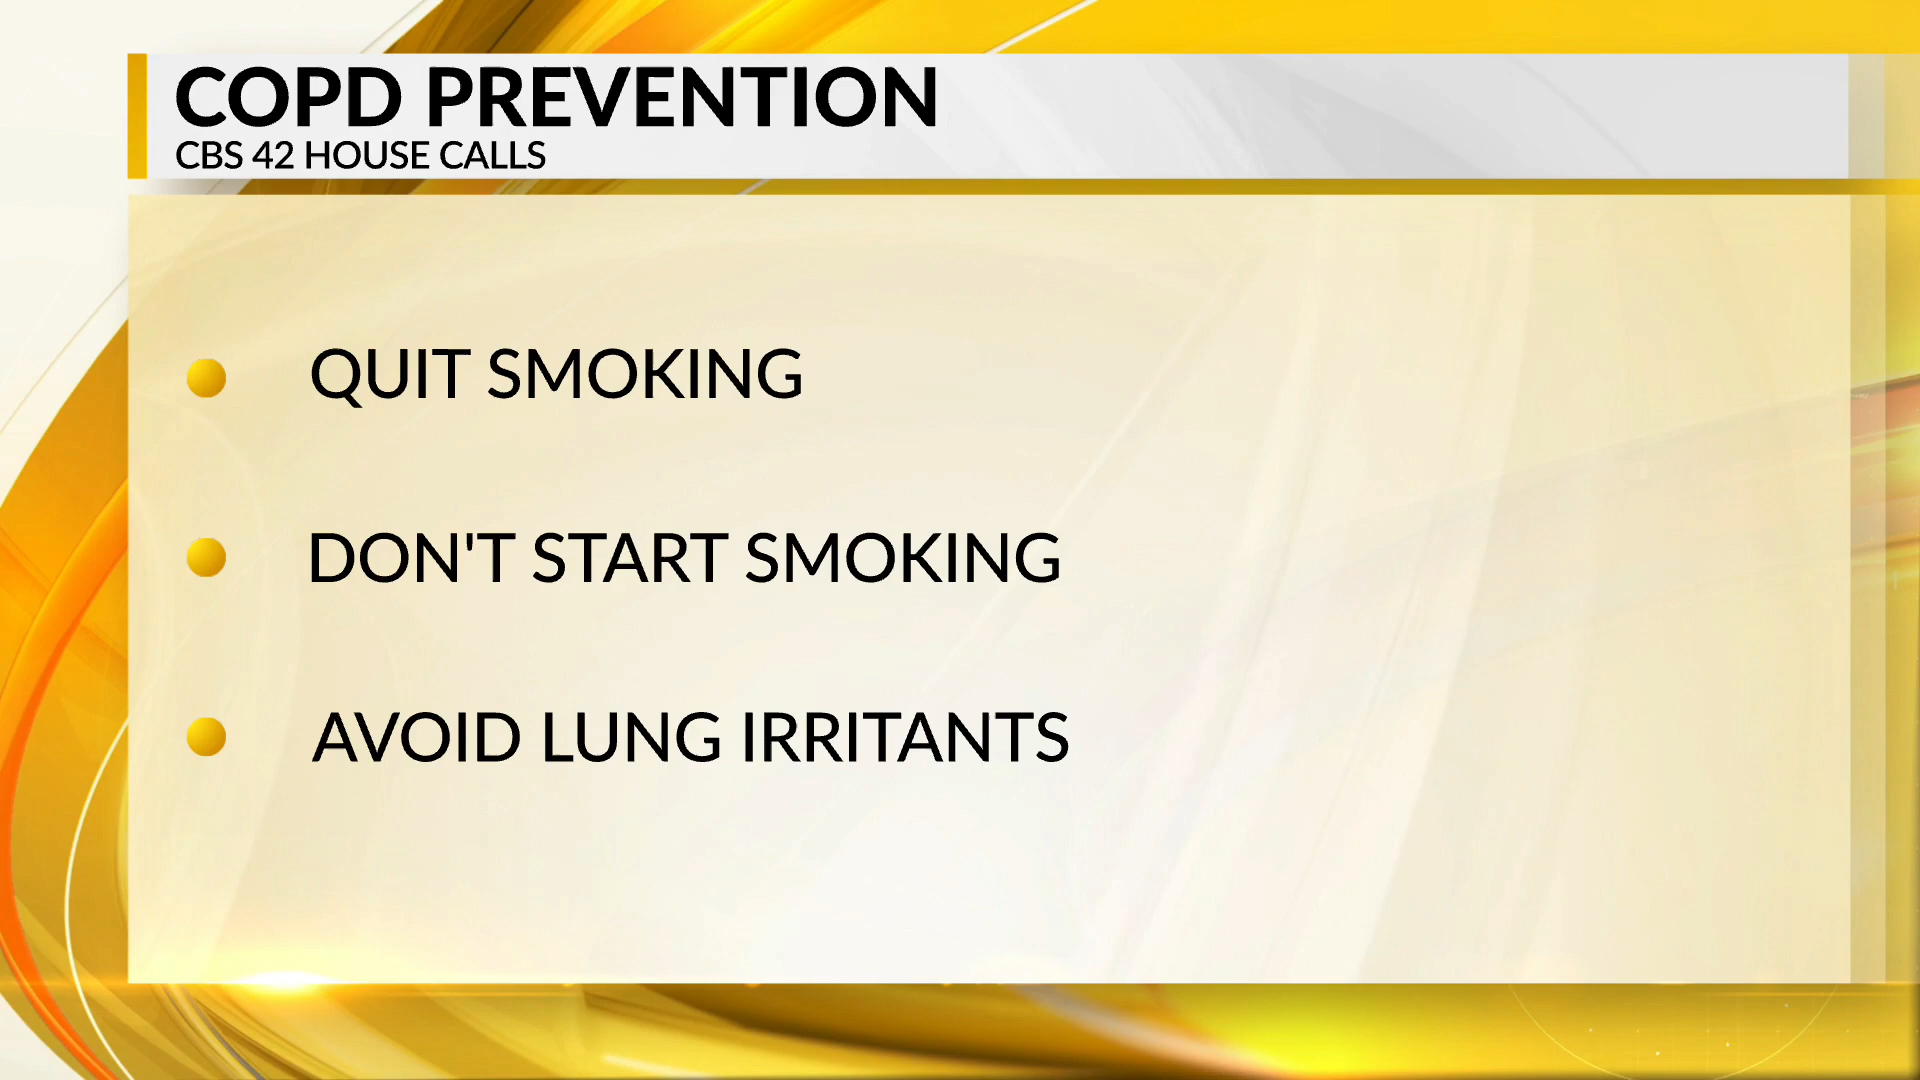 COPD PREVENTION
CBS 42 HOUSE CALLS
QUIT SMOKING
DON'T START SMOKING
AVOID LUNG IRRITANTS